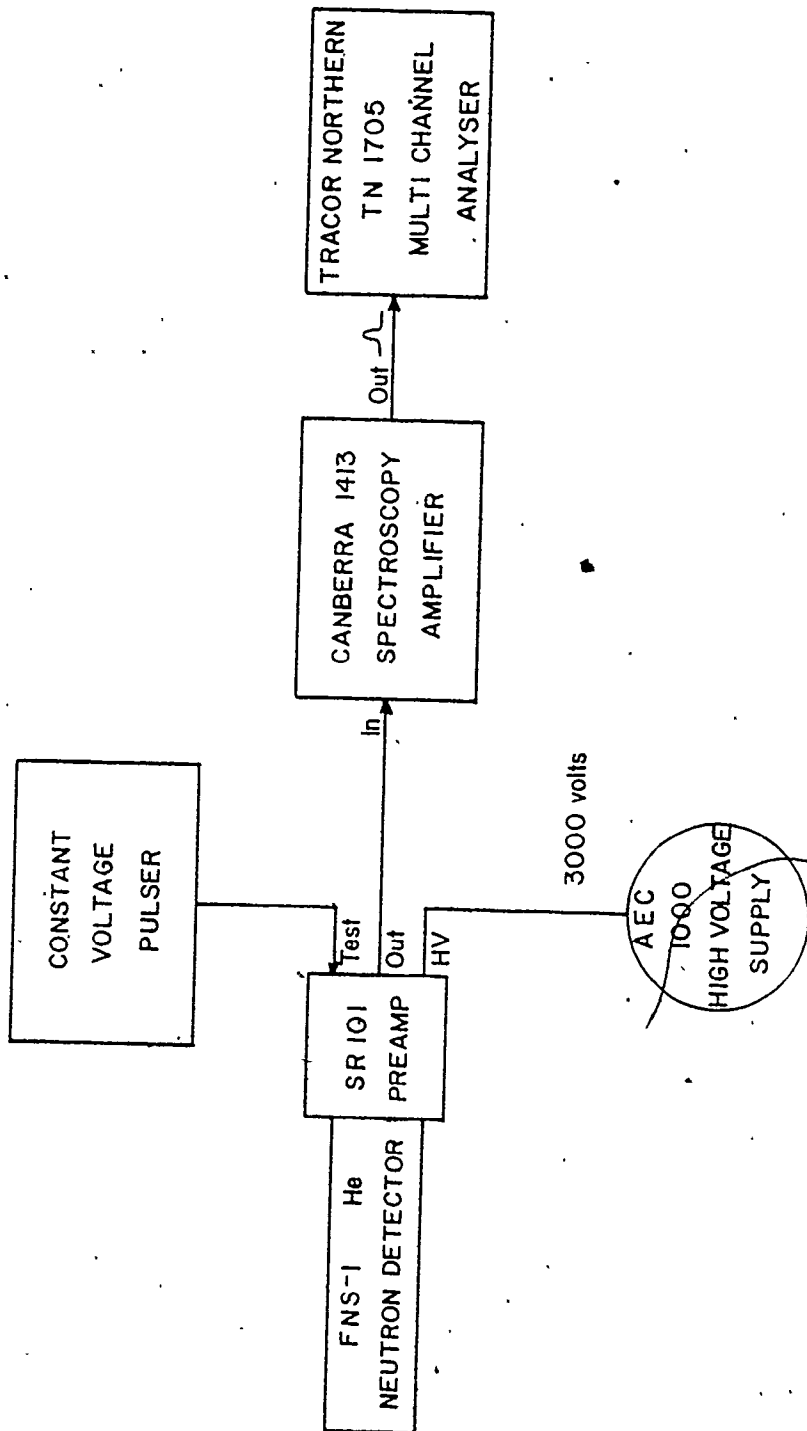 CONSTANT
VOLTAGE
PULSER
FNS-1 He
NEUTRON DETECTOR
SR 101
PREAMP
Test
Out
HV
In
CANBERRA 1413
SPECTROSCOPY
AMPLIFIER
Out
TRACOR NORTHERN
TN 1705
MULTI CHANNEL
ANALYSER
3000 volts
AEC
1000
HIGH VOLTAGE
SUPPLY